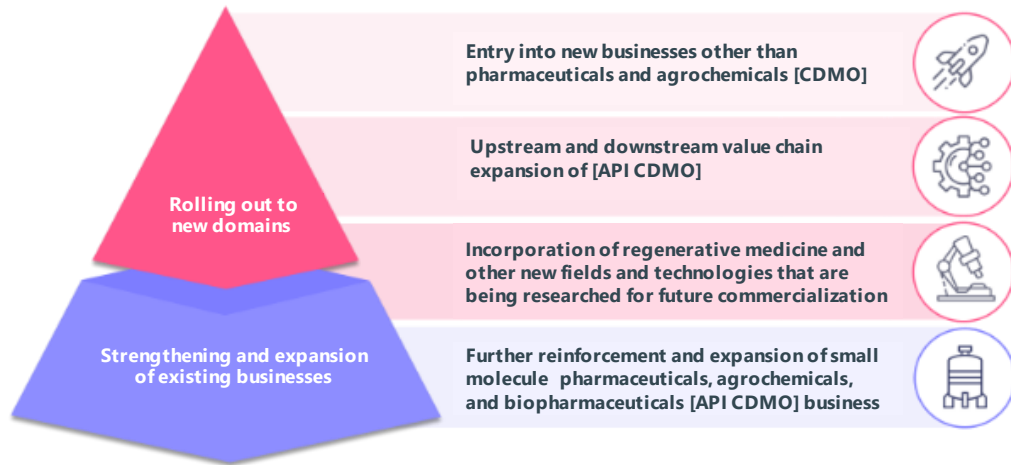 Entry into new businesses other than
pharmaceuticals and agrochemicals [CDMO]
Upstream and downstream value chain
expansion of [API CDMO]
Rolling out to
new domains
Incorporation of regenerative medicine and
other new fields and technologies that are
being researched for future commercialization
Strengthening and expansion
of existing businesses
Further reinforcement and expansion of small
molecule pharmaceuticals, agrochemicals,
and biopharmaceuticals [API CDMO] business